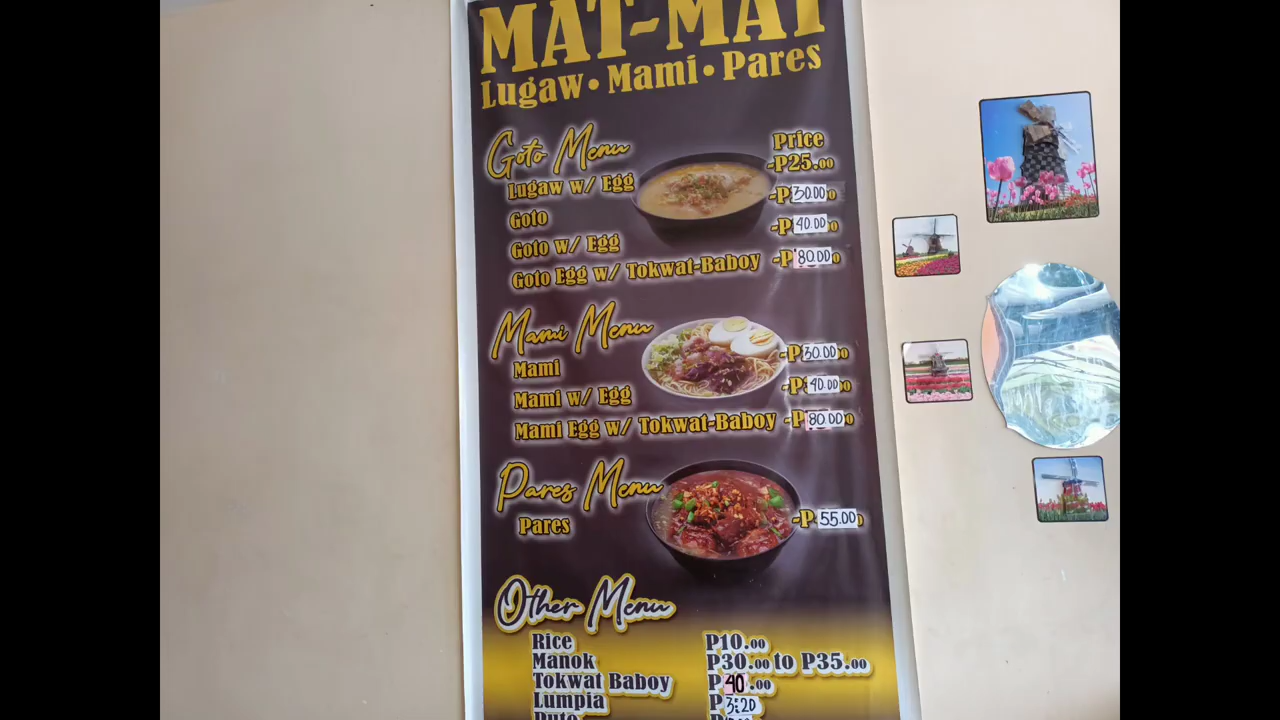 MAT-MAT
Lugaw • Mami • Pares
Goto Menu
Price
Lugaw w/ Egg -P25.00
Goto -P30.00
Goto w/ Egg -P40.00
Goto Egg w/ Tokwat-Baboy -P80.00
Mami Menu
Mami -P30.00
Mami w/ Egg -P40.00
Mami Egg w/ Tokwat-Baboy -P80.00
Pares Menu
Pares -P55.00
Other Menu
Rice P10.00
Manok P30.00 to P35.00
Tokwat Baboy P40.00
Lumpia P3:20